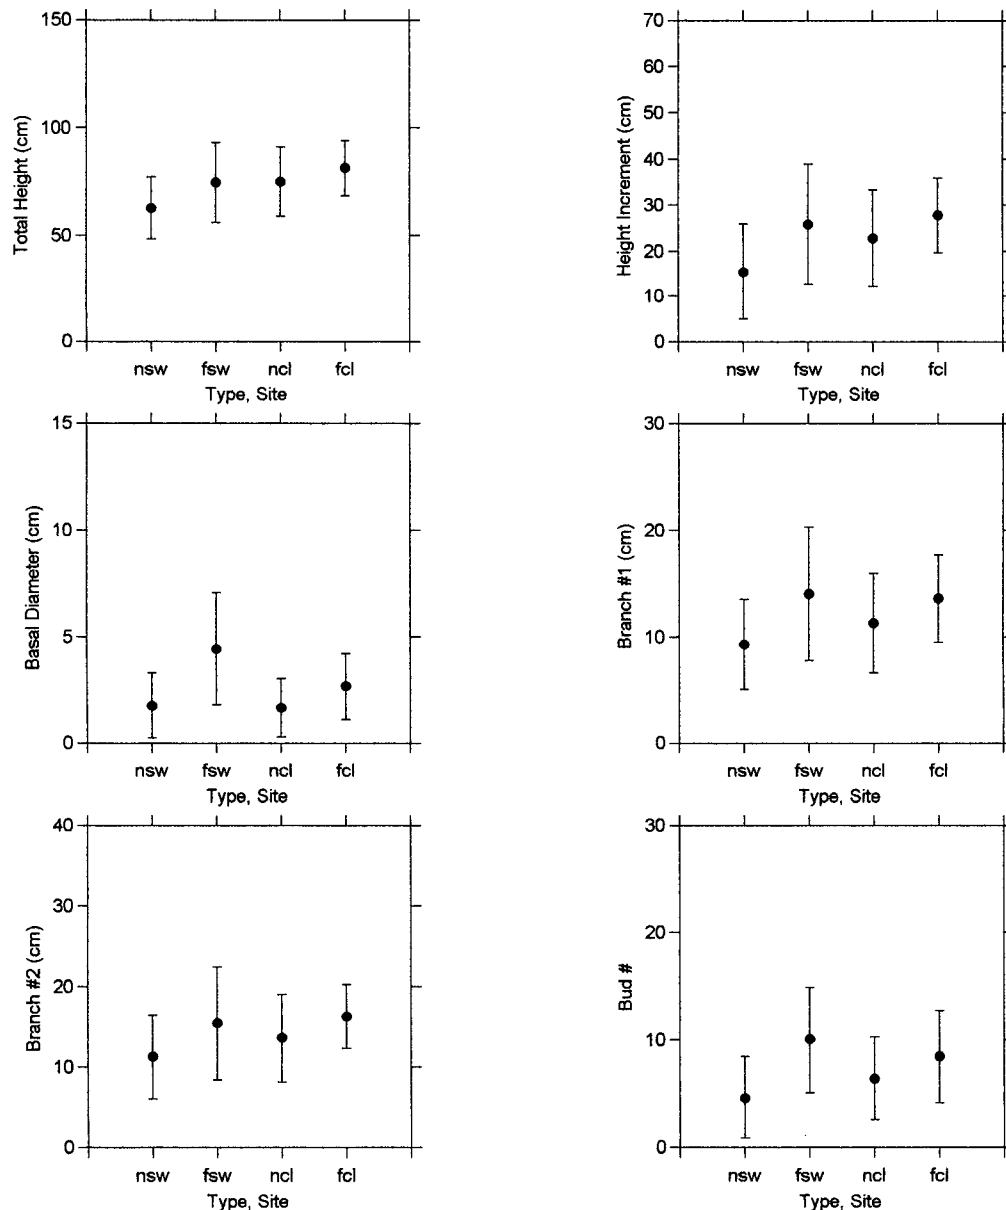 Total Height (cm)
150
100
50
0
nsw fsw ncl fcl
Type, Site
Height Increment (cm)
70
60
50
40
30
20
10
0
nsw fsw ncl fcl
Type, Site
Basal Diameter (cm)
15
10
5
0
nsw fsw ncl fcl
Type, Site
Branch #1 (cm)
30
20
10
0
nsw fsw ncl fcl
Type, Site
Branch #2 (cm)
40
30
20
10
0
nsw fsw ncl fcl
Type, Site
Bud #
30
20
10
0
nsw fsw ncl fcl
Type, Site